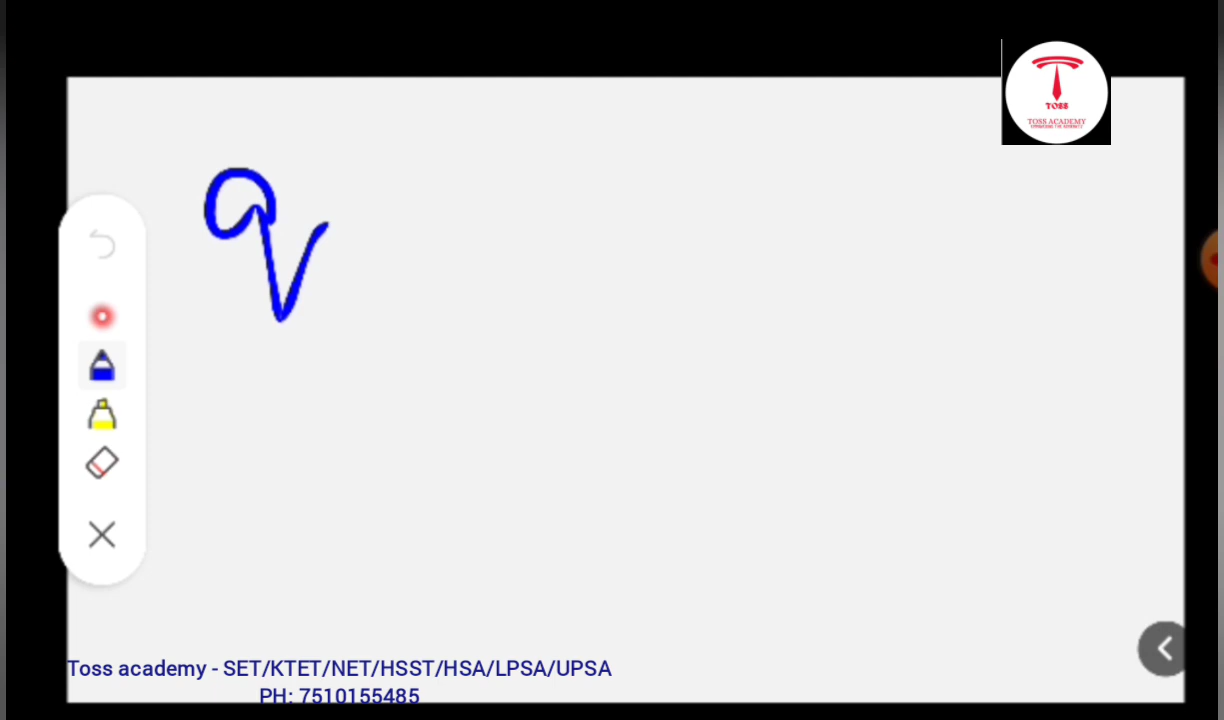 q
TOSS
TOSS ACADEMY
Toss academy - SET/KTET/NET/HSST/HSA/LPSA/UPSA
PH: 7510155485